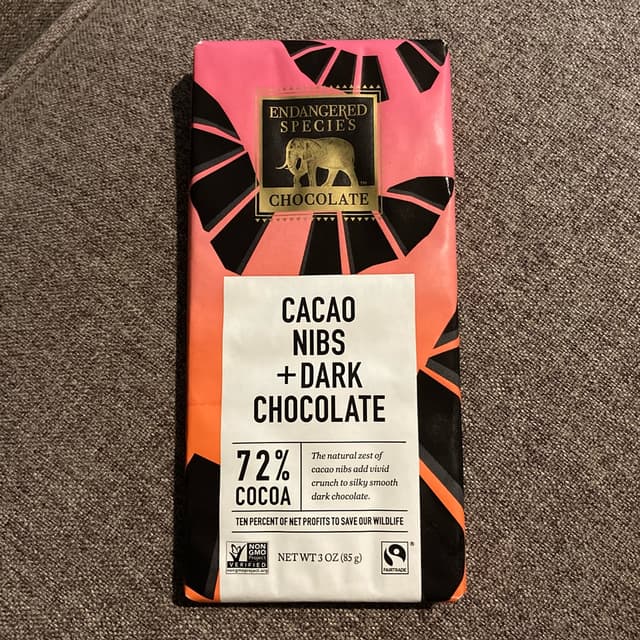 ENDANGERED
SPECIES
CHOCOLATE
CACAO
NIBS
+DARK
CHOCOLATE
72%
COCOA
The natural zest of
cacao nibs add vivid
crunch to silky smooth
dark chocolate.
TEN PERCENT OF NET PROFITS TO SAVE OUR WILDLIFE
NON
GMO
Project
VERIFIED
nongmoproject.org
NET WT 3 OZ (85 g)
®
FAIRTRADE